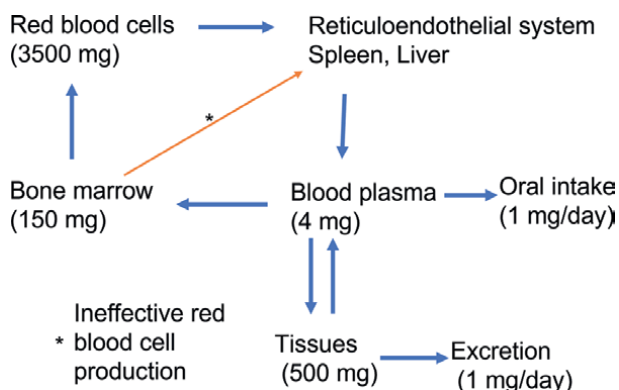 Red blood cells
(3500 mg)
Reticuloendothelial system
Spleen, Liver
*
Bone marrow
(150 mg)
Blood plasma
(4 mg)
Oral intake
(1 mg/day)
Ineffective red
* blood cell
production
Tissues
(500 mg)
Excretion
(1 mg/day)